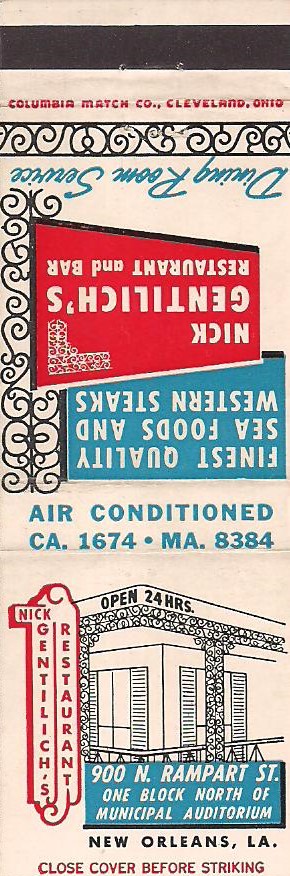 COLUMBIA MATCH CO., CLEVELAND, OHIO
Dining Room Service
NICK
GENTILICH'S
RESTAURANT and BAR
FINEST QUALITY
SEA FOODS AND
WESTERN STEAKS
AIR CONDITIONED
CA. 1674 • MA. 8384
NICK
GENTILICH'S
RESTAURANT
OPEN 24 HRS.
900 N. RAMPART ST.
ONE BLOCK NORTH OF
MUNICIPAL AUDITORIUM
NEW ORLEANS, LA.
CLOSE COVER BEFORE STRIKING